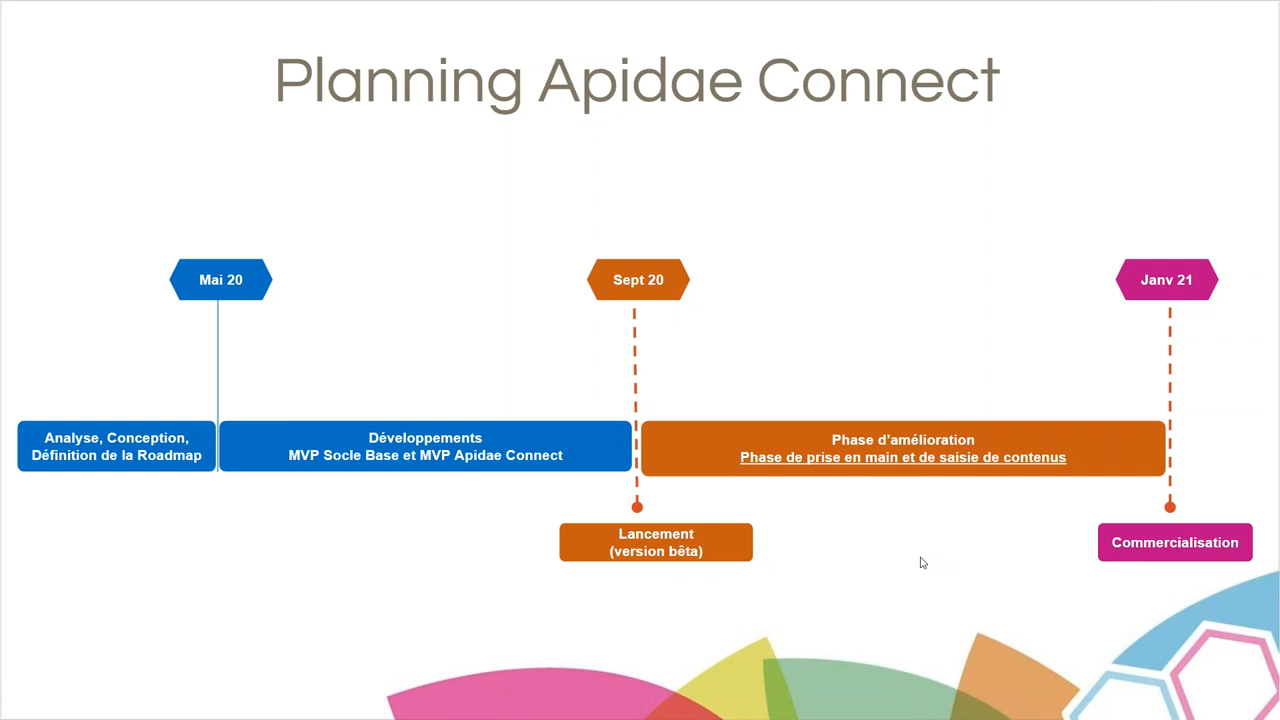 Planning Apidae Connect
Mai 20
Sept 20
Janv 21
Analyse, Conception,
Définition de la Roadmap
Développements
MVP Socle Base et MVP Apidae Connect
Phase d’amélioration
Phase de prise en main et de saisie de contenus
Lancement
(version bêta)
Commercialisation